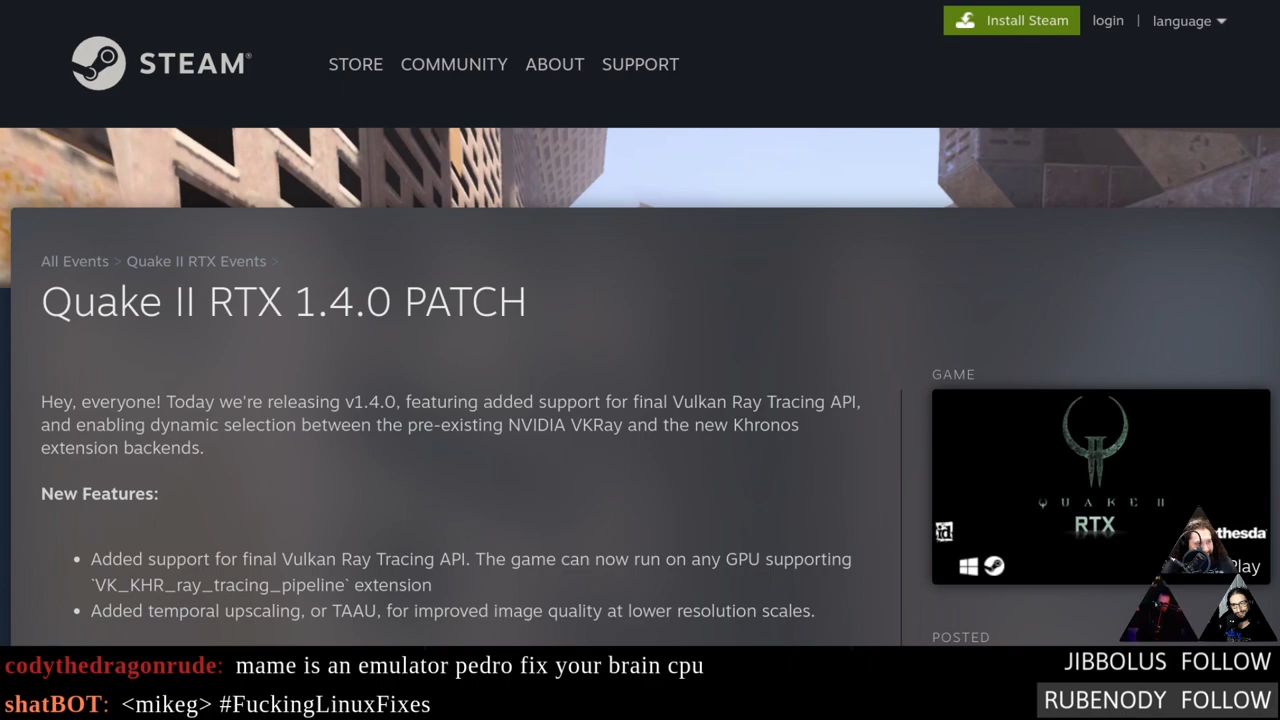 Install Steam login | language
STEAM®
STORE COMMUNITY ABOUT SUPPORT
All Events > Quake II RTX Events >
Quake II RTX 1.4.0 PATCH
GAME
Hey, everyone! Today we're releasing v1.4.0, featuring added support for final Vulkan Ray Tracing API,
and enabling dynamic selection between the pre-existing NVIDIA VKRay and the new Khronos
extension backends.
New Features:
QUAKE II
RTX
id
thesda
Play
• Added support for final Vulkan Ray Tracing API. The game can now run on any GPU supporting
`VK_KHR_ray_tracing_pipeline` extension
• Added temporal upscaling, or TAAU, for improved image quality at lower resolution scales.
POSTED
codythedragonrude: mame is an emulator pedro fix your brain cpu
shatBOT: <mikeg> #FuckingLinuxFixes
JIBBOLUS FOLLOW
RUBENODY FOLLOW